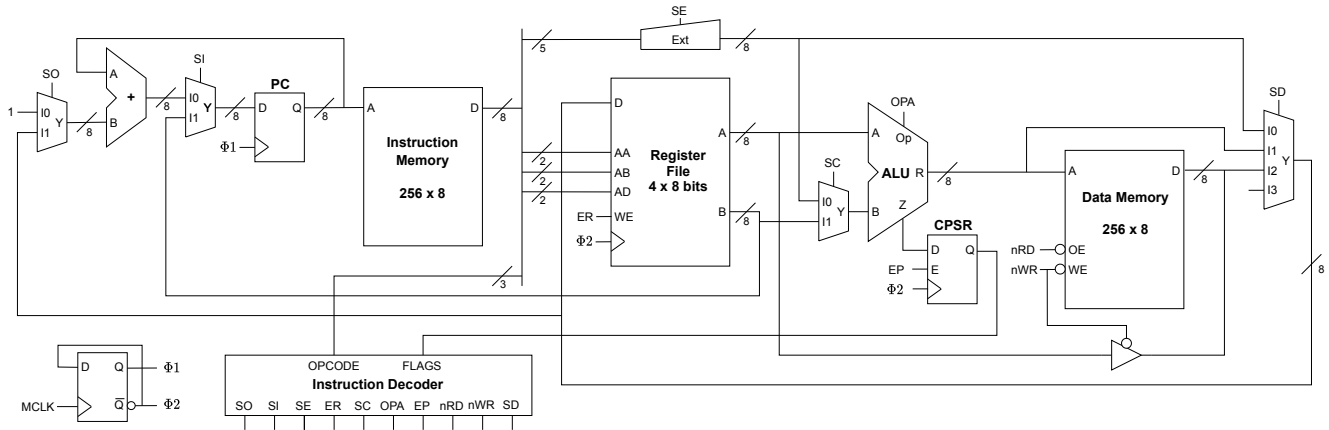 SE
Ext
5
8
SO
1
I0
I1
Y
8
A
B
+
8
SI
I0
I1
Y
8
PC
D
Q
Φ1
8
A
D
Instruction
Memory
256 x 8
8
2
2
2
3
D
AA
AB
AD
ER
WE
Φ2
Register
File
4 x 8 bits
A
B
8
8
SC
I0
I1
Y
OPA
Op
A
B
ALU
R
Z
8
CPSR
D
Q
EP
E
Φ2
A
D
Data Memory
256 x 8
nRD
OE
nWR
WE
8
SD
I0
I1
I2
I3
Y
8
D
Q
Φ1
MCLK
Q
Φ2
OPCODE
FLAGS
Instruction Decoder
SO SI SE ER SC OPA EP nRD nWR SD